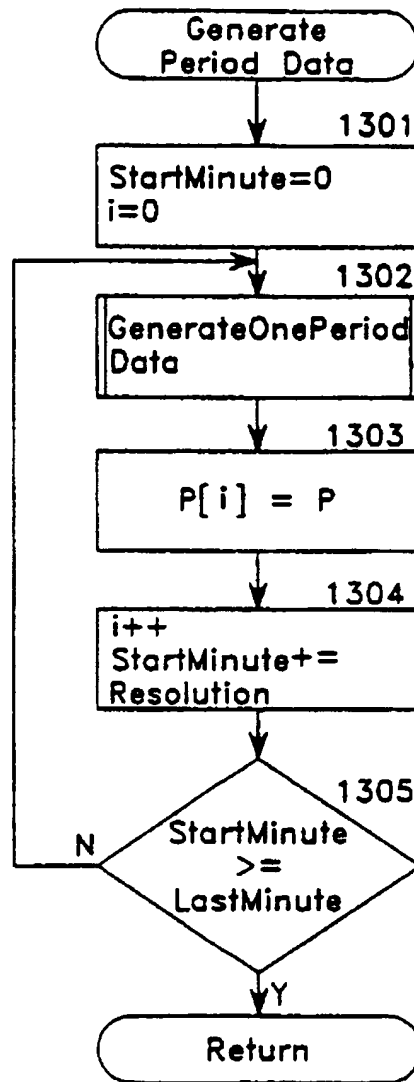 Generate
Period Data
1301
StartMinute=0
i=0
1302
GenerateOnePeriod
Data
1303
P[i] = P
1304
i++
StartMinute+=
Resolution
1305
StartMinute
>=
LastMinute
N
Y
Return